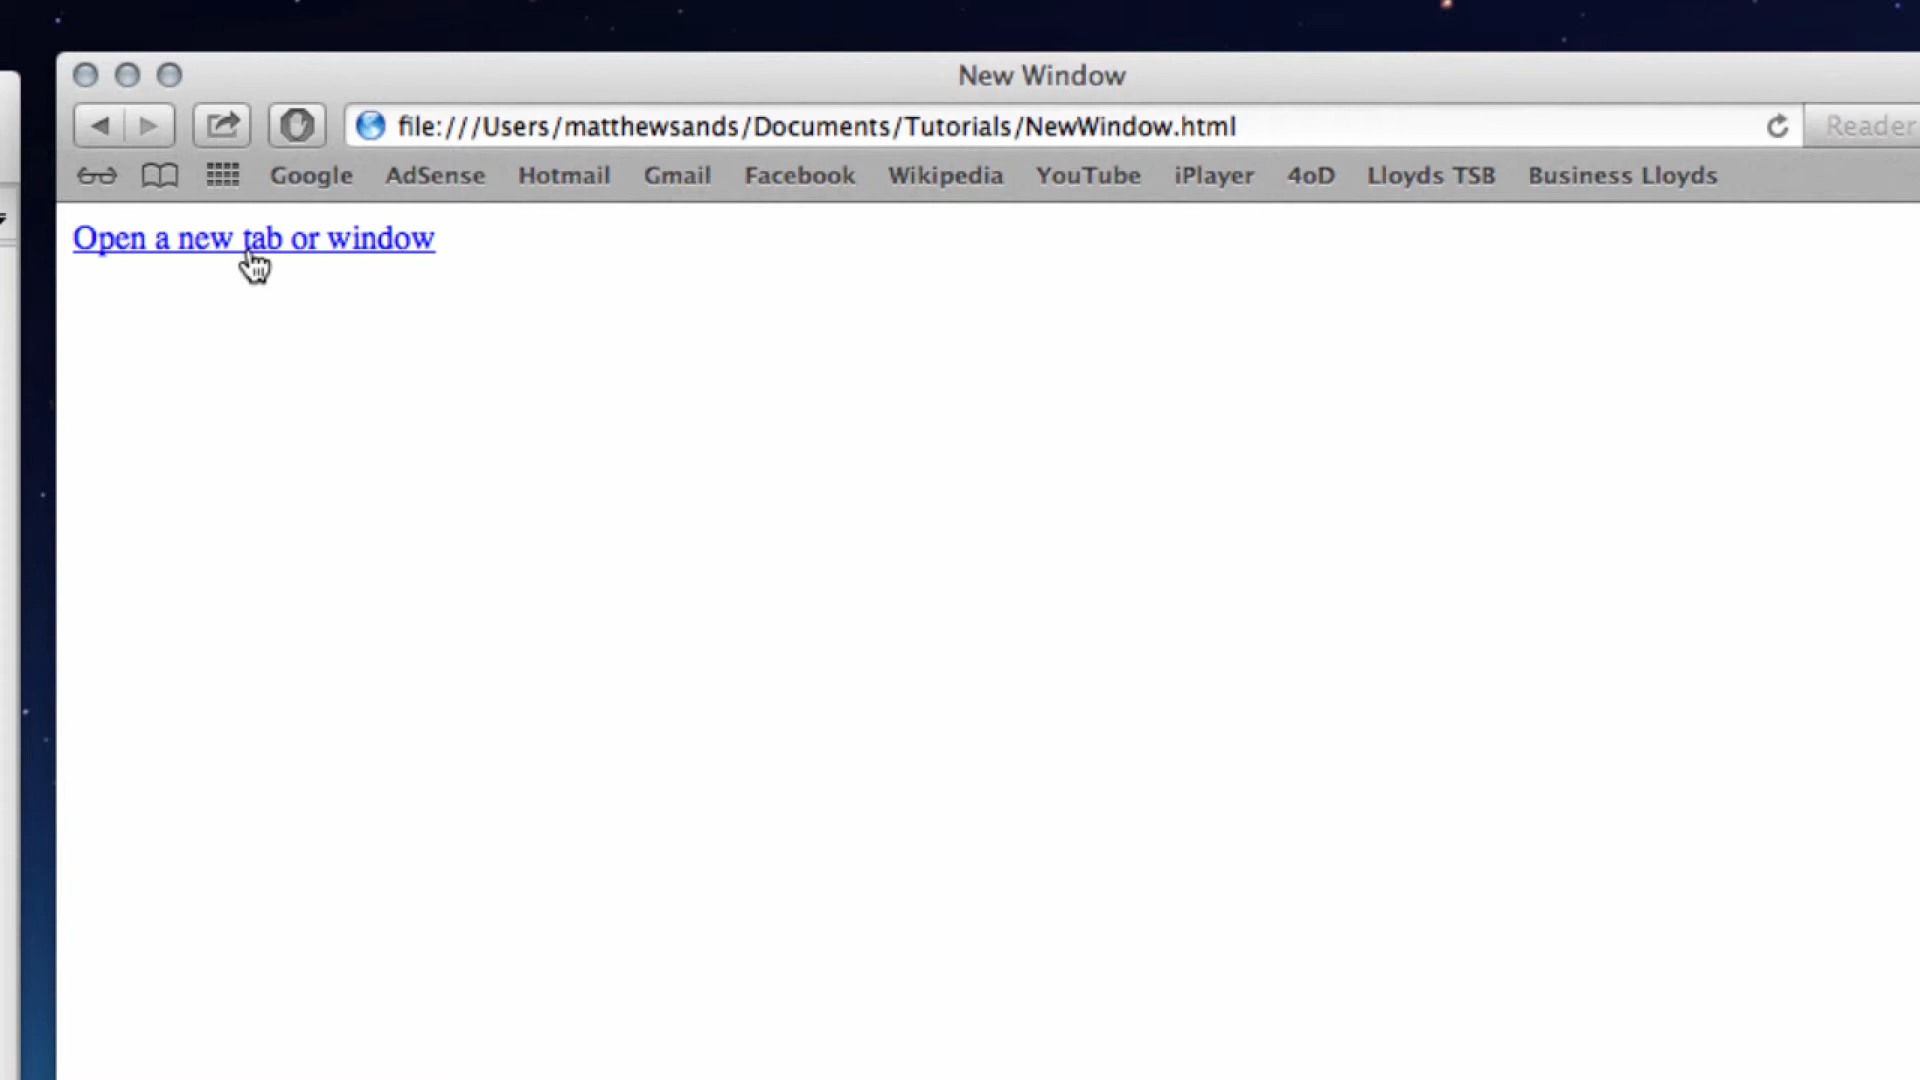 New Window
file:///Users/matthewsands/Documents/Tutorials/NewWindow.html Reader
Google AdSense Hotmail Gmail Facebook Wikipedia YouTube iPlayer 4oD Lloyds TSB Business Lloyds
Open a new tab or window